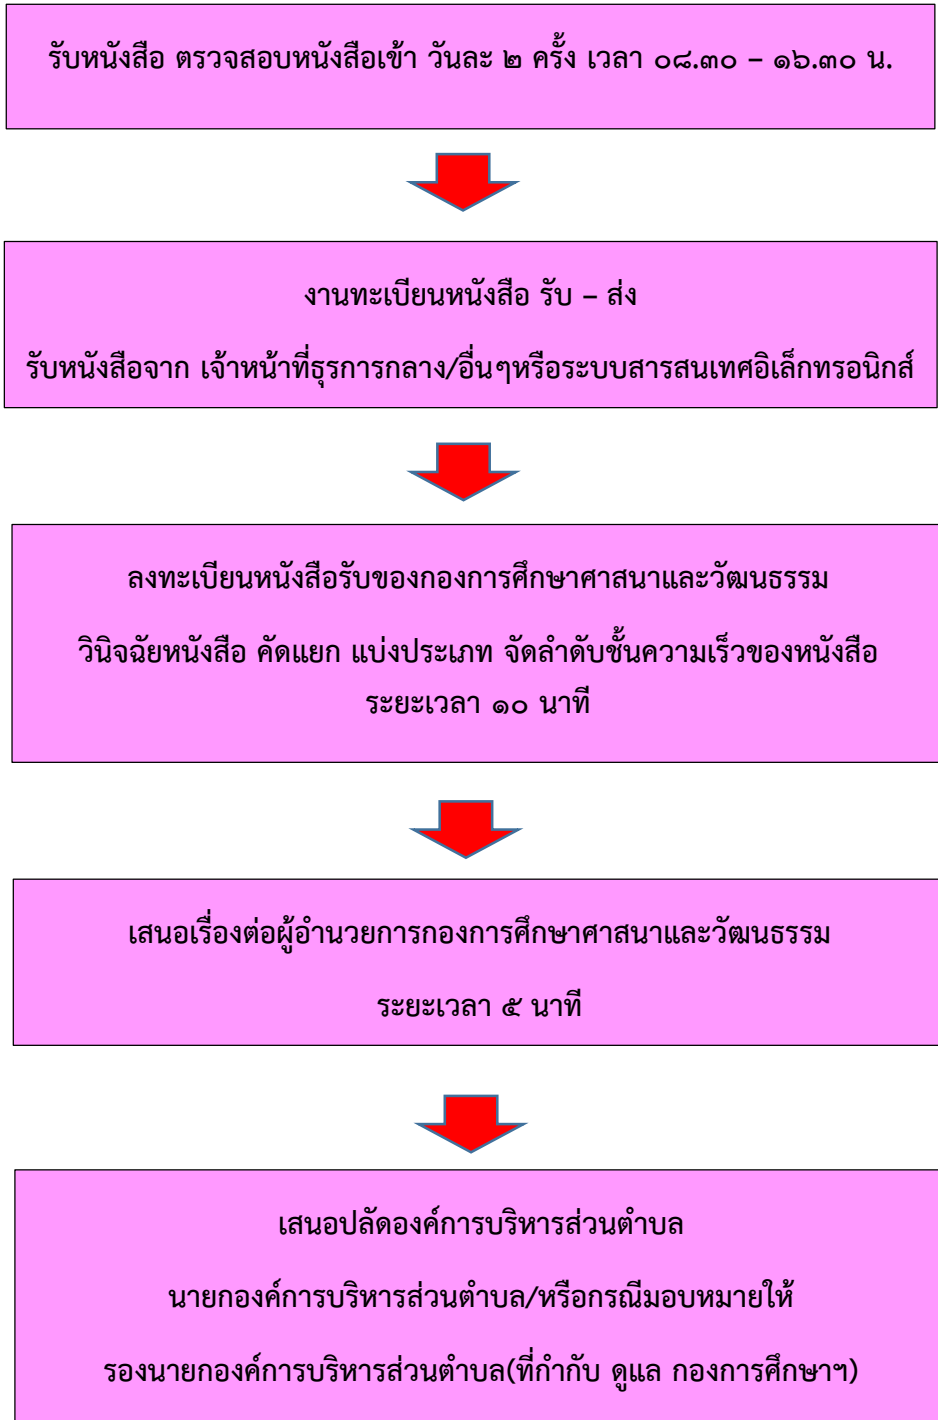 รับหนังสือ ตรวจสอบหนังสือเข้า วันละ ๒ ครั้ง เวลา ๐๘.๓๐ – ๑๖.๓๐ น.
งานทะเบียนหนังสือ รับ – ส่ง
รับหนังสือจาก เจ้าหน้าที่ธุรการกลาง/อื่นๆหรือระบบสารสนเทศอิเล็กทรอนิกส์
ลงทะเบียนหนังสือรับของกองการศึกษาศาสนาและวัฒนธรรม
วินิจฉัยหนังสือ คัดแยก แบ่งประเภท จัดลำดับชั้นความเร็วของหนังสือ
ระยะเวลา ๑๐ นาที
เสนอเรื่องต่อผู้อำนวยการกองการศึกษาศาสนาและวัฒนธรรม
ระยะเวลา ๕ นาที
เสนอปลัดองค์การบริหารส่วนตำบล
นายกองค์การบริหารส่วนตำบล/หรือกรณีมอบหมายให้
รองนายกองค์การบริหารส่วนตำบล(ที่กำกับ ดูแล กองการศึกษาฯ)